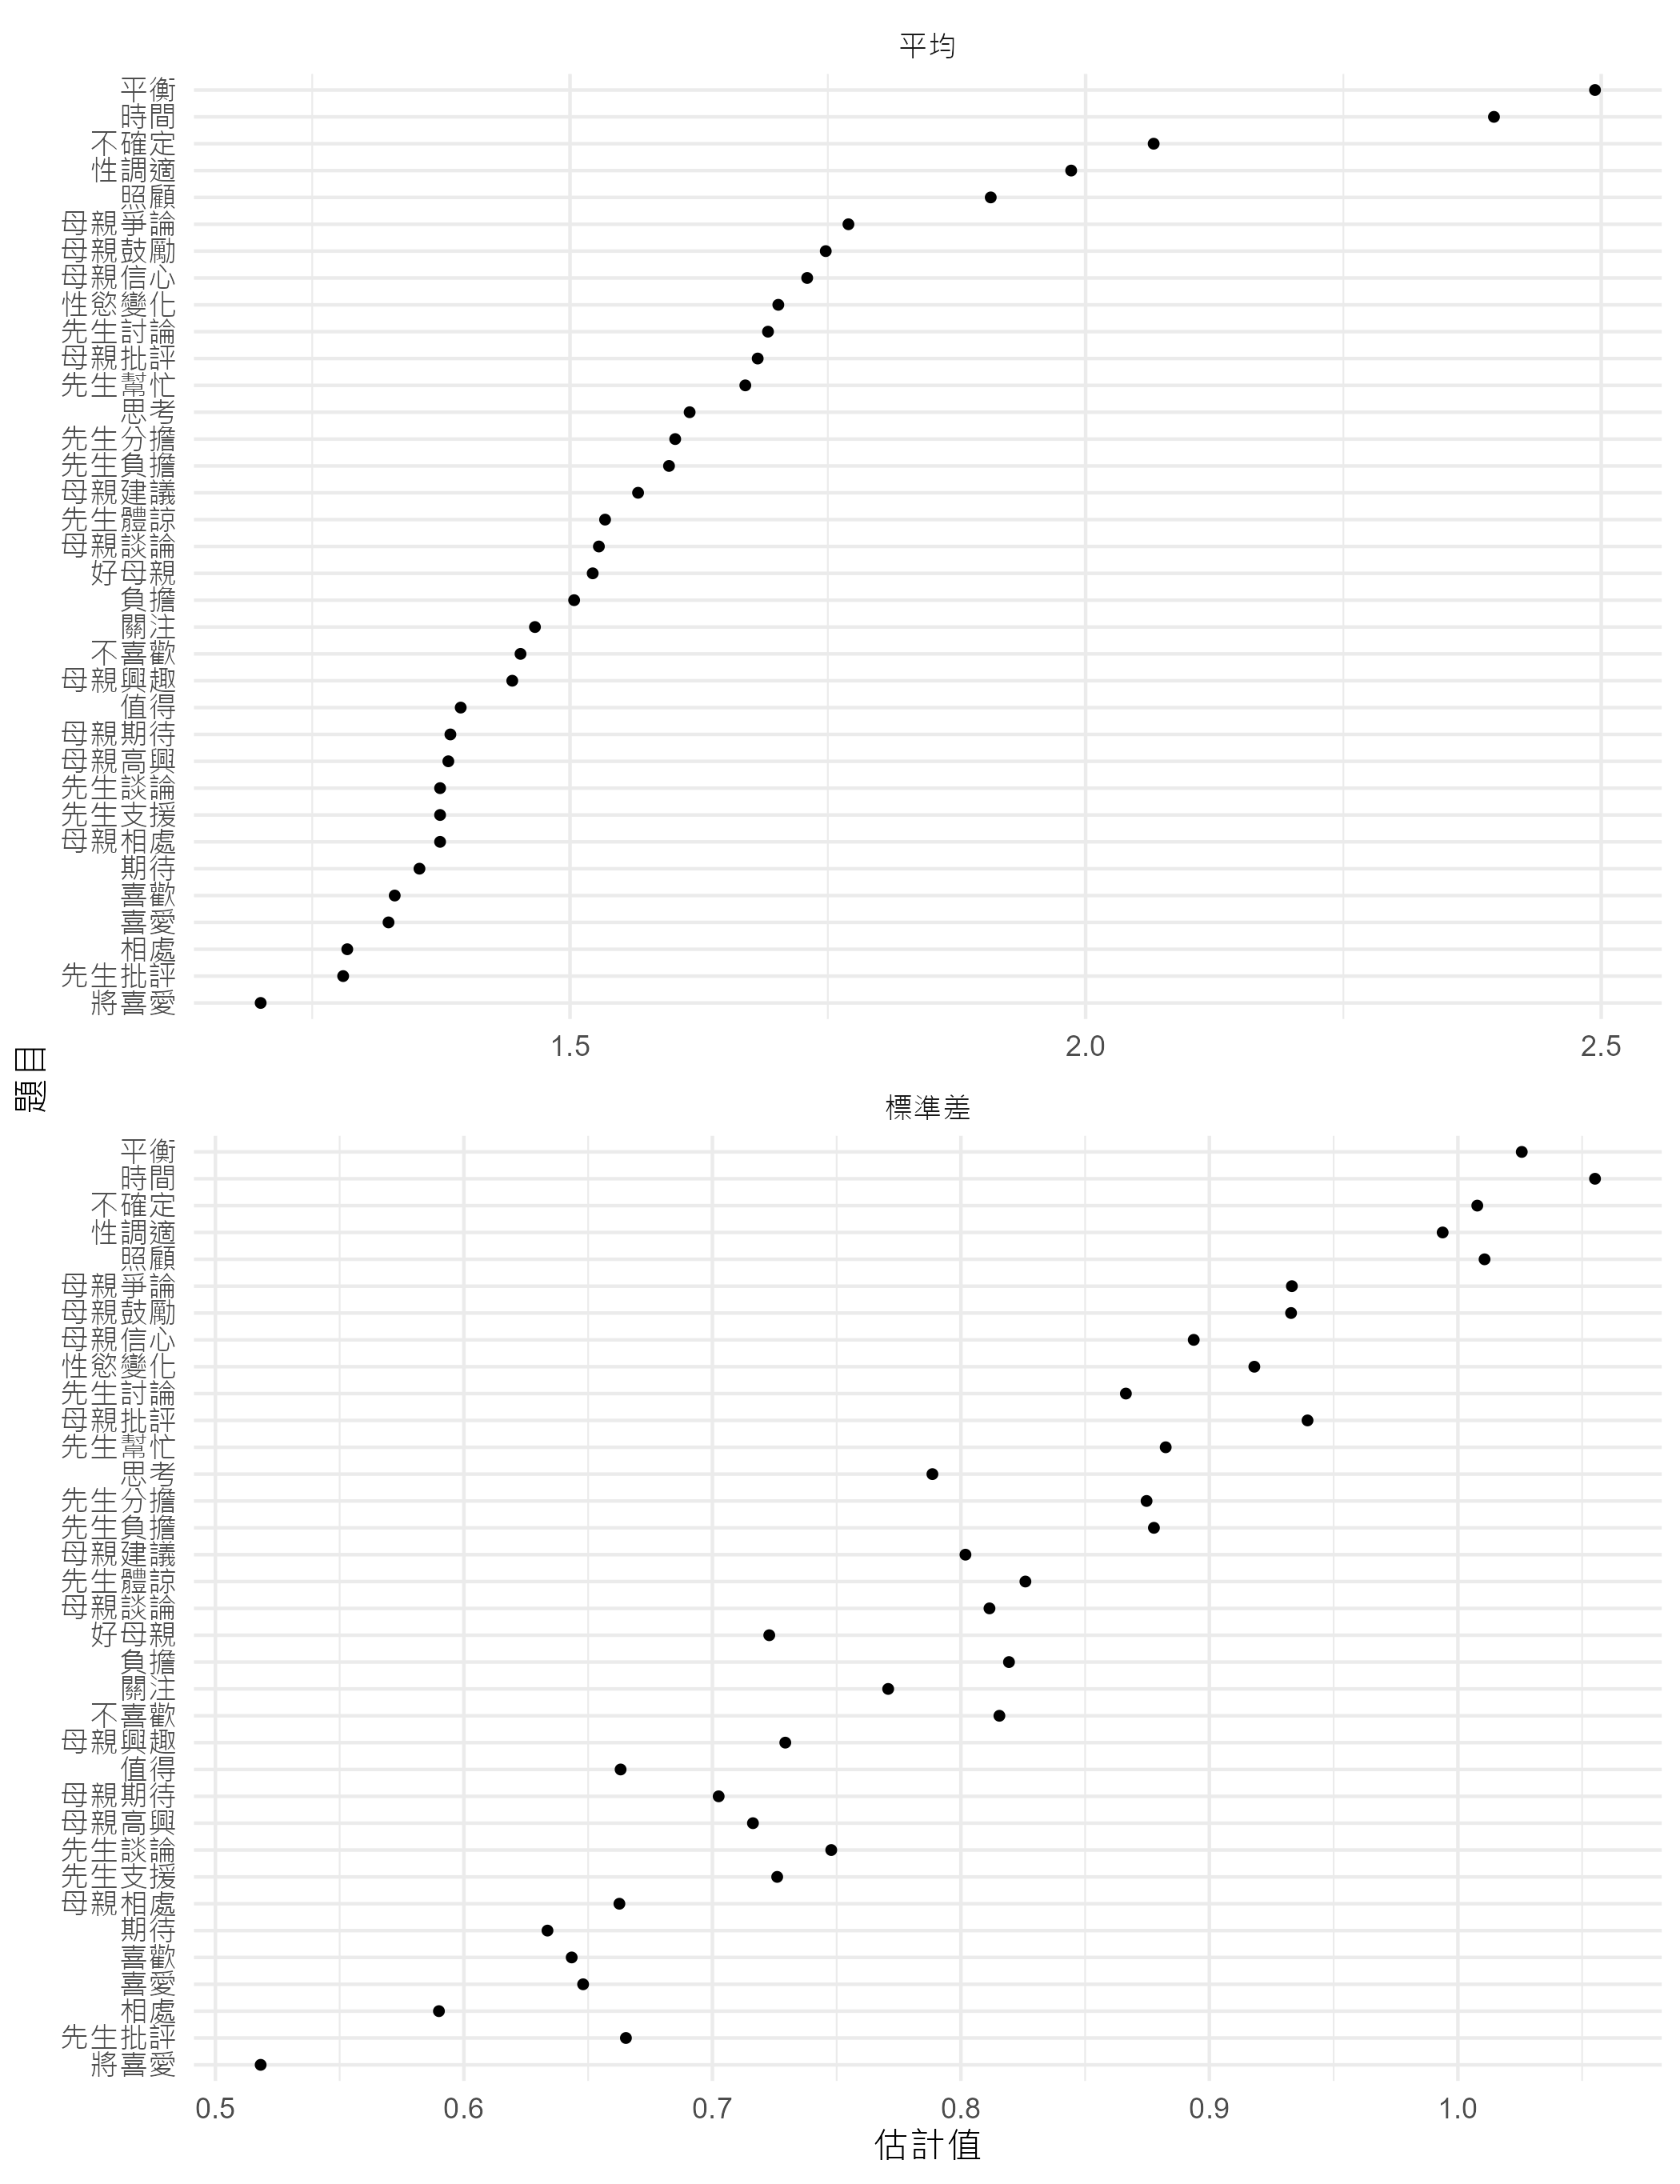 平均
平衡
時間
不確定
性調適
照顧
母親爭論
母親鼓勵
母親信心
性慾變化
先生討論
母親批評
先生幫忙
思考
先生分擔
先生負擔
母親建議
先生體諒
母親談論
好母親
負擔
關注
不喜歡
母親興趣
值得
母親期待
母親高興
先生談論
先生支援
母親相處
期待
喜歡
喜愛
相處
先生批評
將喜愛
1.5 2.0 2.5
題目
標準差
平衡
時間
不確定
性調適
照顧
母親爭論
母親鼓勵
母親信心
性慾變化
先生討論
母親批評
先生幫忙
思考
先生分擔
先生負擔
母親建議
先生體諒
母親談論
好母親
負擔
關注
不喜歡
母親興趣
值得
母親期待
母親高興
先生談論
先生支援
母親相處
期待
喜歡
喜愛
相處
先生批評
將喜愛
0.5 0.6 0.7 0.8 0.9 1.0
估計值